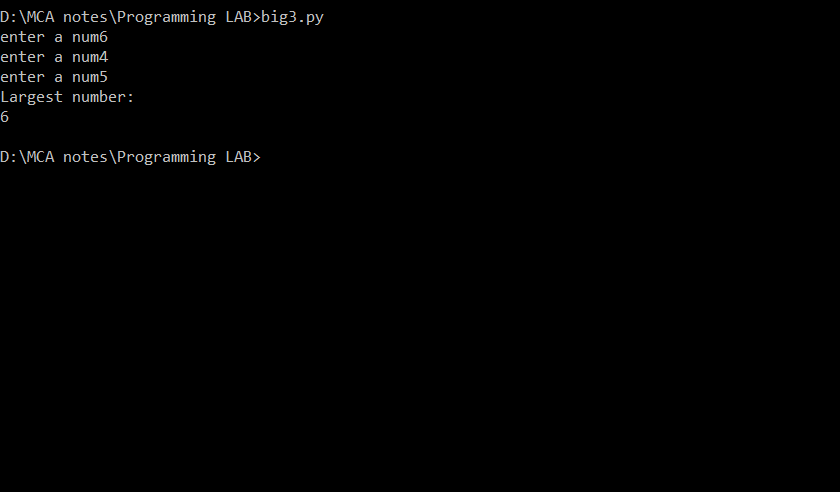 D:\MCA notes\Programming LAB>big3.py
enter a num6
enter a num4
enter a num5
Largest number:
6
D:\MCA notes\Programming LAB>